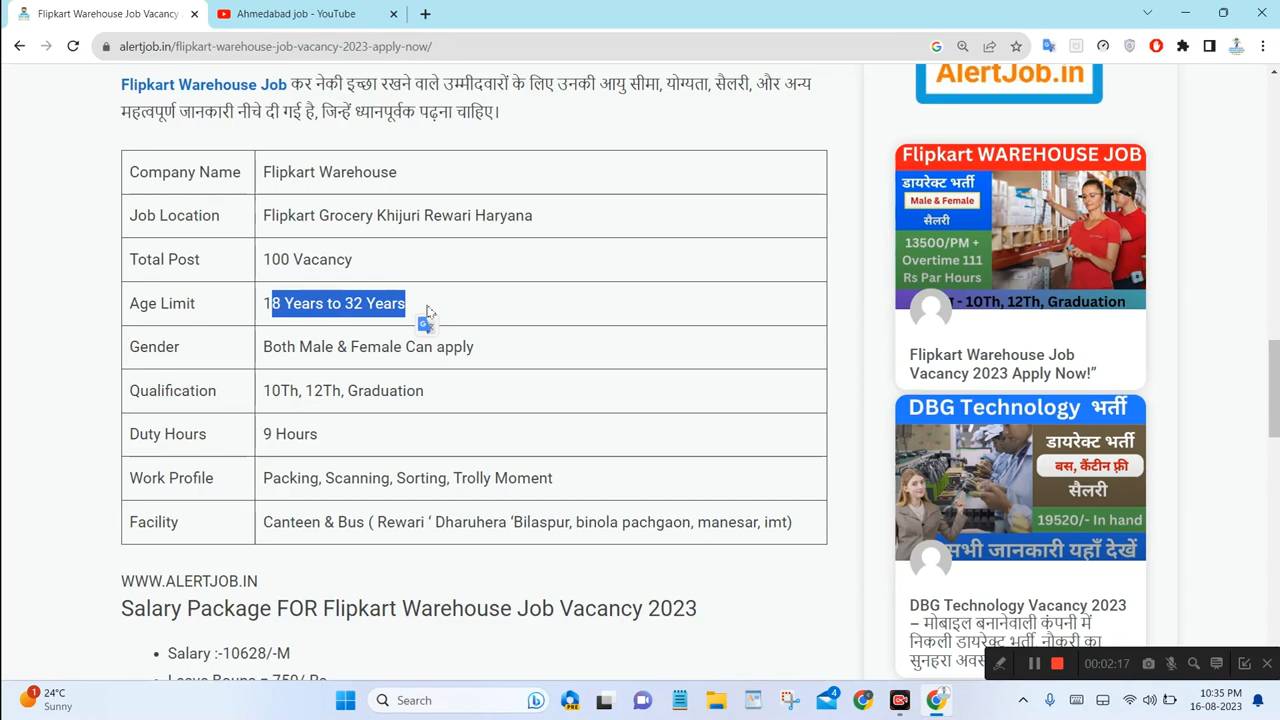 Flipkart Warehouse Job Vacancy
Ahmedabad job - YouTube
alertjob.in/flipkart-warehouse-job-vacancy-2023-apply-now/
Flipkart Warehouse Job कर नेकी इच्छा रखने वाले उम्मीदवारों के लिए उनकी आयु सीमा, योग्यता, सैलरी, और अन्य
महत्वपूर्ण जानकारी नीचे दी गई है, जिन्हें ध्यानपूर्वक पढ़ना चाहिए।
Company Name Flipkart Warehouse
Job Location Flipkart Grocery Khijuri Rewari Haryana
Total Post 100 Vacancy
Age Limit 18 Years to 32 Years
Gender Both Male & Female Can apply
Qualification 10Th, 12Th, Graduation
Duty Hours 9 Hours
Work Profile Packing, Scanning, Sorting, Trolly Moment
Facility Canteen & Bus ( Rewari ‘ Dharuhera ‘Bilaspur, binola pachgaon, manesar, imt)
WWW.ALERTJOB.IN
Salary Package FOR Flipkart Warehouse Job Vacancy 2023
Salary :-10628/-M
AlertJob.in
Flipkart WAREHOUSE JOB
डायरेक्ट भर्ती
Male & Female
सैलरी
13500/PM +
Overtime 111
Rs Par Hours
- 10Th, 12Th, Graduation
Flipkart Warehouse Job
Vacancy 2023 Apply Now!”
DBG Technology भर्ती
डायरेक्ट भर्ती
बस, कैंटीन फ़्री
सैलरी
19520/- In hand
सभी जानकारी यहाँ देखें
DBG Technology Vacancy 2023
– मोबाइल बनानेवाली कंपनी में
निकली डायरेक्ट भर्ती, नौकरी का
सुनहरा
00:02:17
1
24°C
Sunny
Search
PRE
4
10:35 PM
16-08-2023